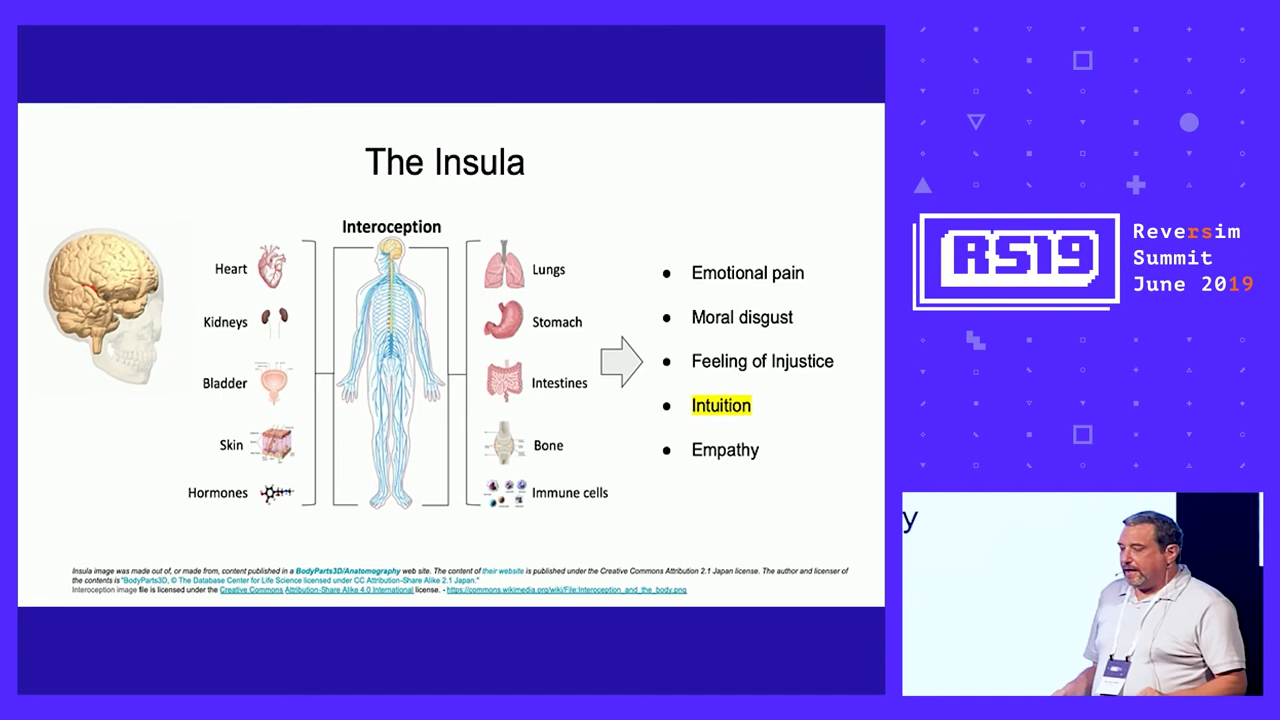 The Insula
Interoception
Heart
Kidneys
Bladder
Skin
Hormones
Lungs
Stomach
Intestines
Bone
Immune cells
● Emotional pain
● Moral disgust
● Feeling of Injustice
● Intuition
● Empathy
Insula image was made out of, or made from, content published in a BodyParts3D/Anatomography web site. The content of their website is published under the Creative Commons Attribution 2.1 Japan license. The author and licenser of
the contents is "BodyParts3D, © The Database Center for Life Science licensed under CC Attribution-Share Alike 2.1 Japan."
Interoception image file is licensed under the Creative Commons Attribution-Share Alike 4.0 International license. - https://commons.wikimedia.org/wiki/File:Interoception_and_the_body.png
RS19
Reversim
Summit
June 2019
y